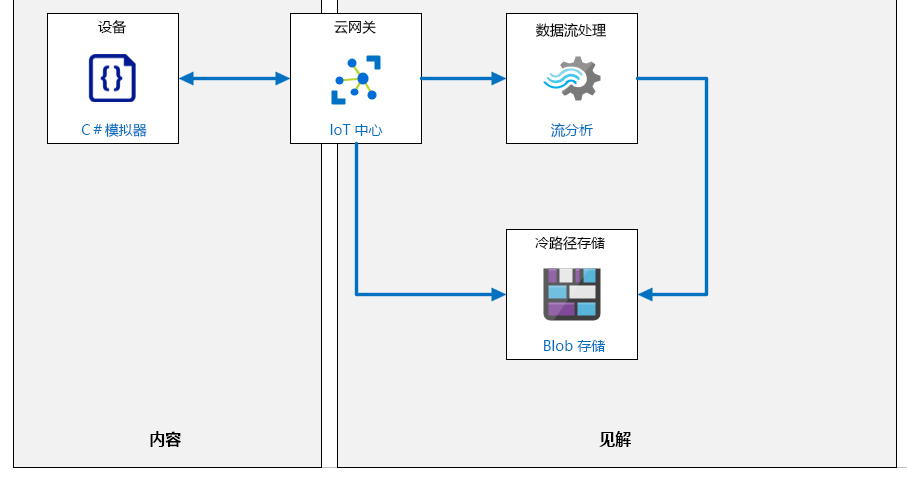 设备
C#模拟器
云网关
IoT 中心
数据流处理
流分析
冷路径存储
Blob 存储
内容
见解